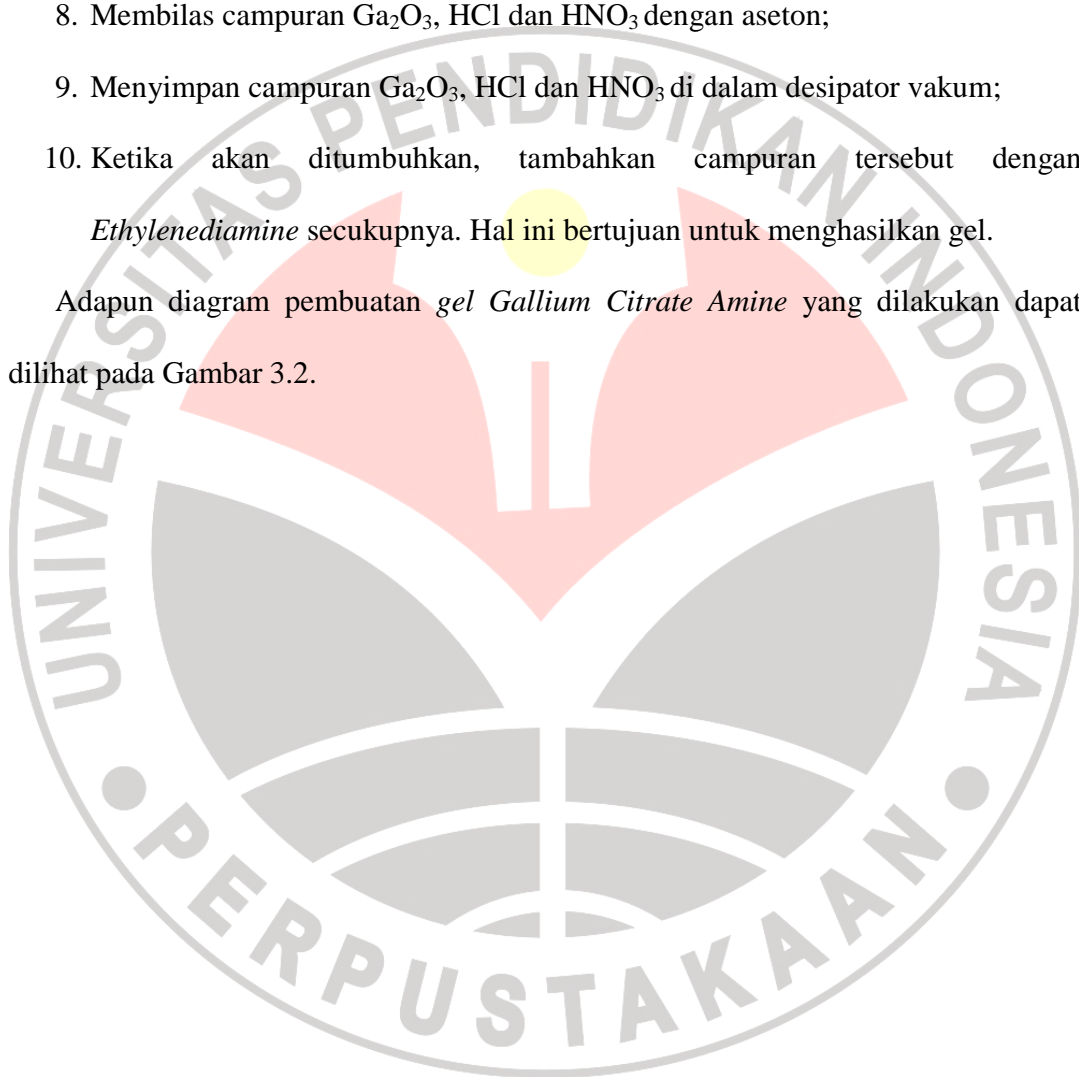 8. Membilas campuran Ga₂O₃, HCl dan HNO₃ dengan aseton;
9. Menyimpan campuran Ga₂O₃, HCl dan HNO₃ di dalam desipator vakum;
10. Ketika akan ditumbuhkan, tambahkan campuran tersebut dengan
Ethylenediamine secukupnya. Hal ini bertujuan untuk menghasilkan gel.
Adapun diagram pembuatan gel Gallium Citrate Amine yang dilakukan dapat
dilihat pada Gambar 3.2.
UNIVERSITAS PENDIDIKAN INDONESIA
PERPUSTAKAAN